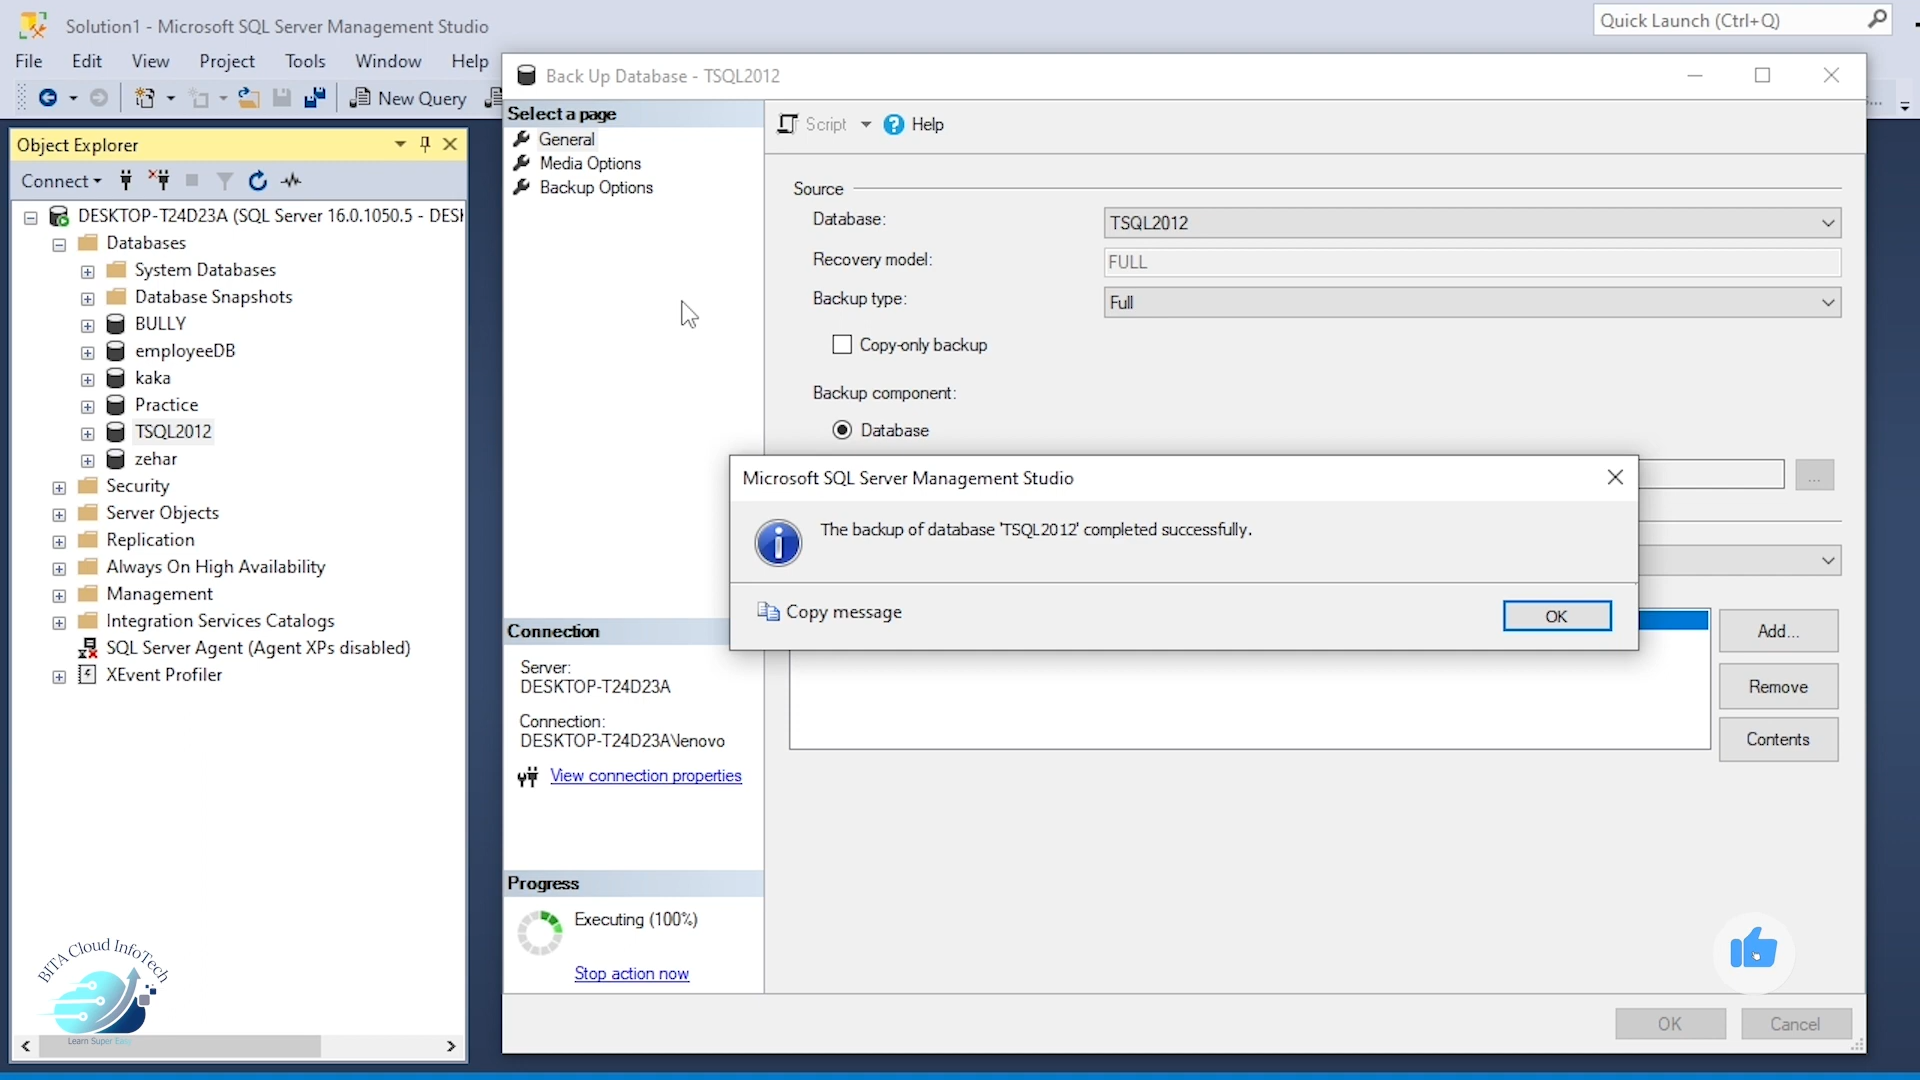 Solution1 - Microsoft SQL Server Management Studio
Quick Launch (Ctrl+Q)
File Edit View Project Tools Window Help
New Query
Object Explorer
Connect
DESKTOP-T24D23A (SQL Server 16.0.1050.5 - DESK
Databases
System Databases
Database Snapshots
BULLY
employeeDB
kaka
Practice
TSQL2012
zehar
Security
Server Objects
Replication
Always On High Availability
Management
Integration Services Catalogs
SQL Server Agent (Agent XPs disabled)
XEvent Profiler
BITA Cloud InfoTech
Learn Super Easy
Back Up Database - TSQL2012
Select a page
General
Media Options
Backup Options
Connection
Server:
DESKTOP-T24D23A
Connection:
DESKTOP-T24D23A\lenovo
View connection properties
Progress
Executing (100%)
Stop action now
Script Help
Source
Database: TSQL2012
Recovery model: FULL
Backup type: Full
Copy-only backup
Backup component:
Database
...
Microsoft SQL Server Management Studio
The backup of database 'TSQL2012' completed successfully.
Copy message
OK
Add...
Remove
Contents
OK Cancel